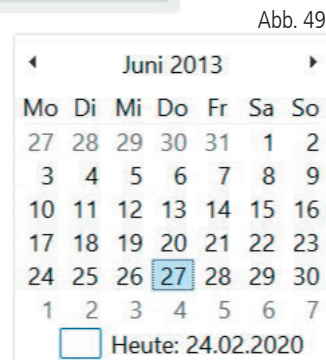 Abb. 49
Juni 2013
Mo Di Mi Do Fr Sa So
27 28 29 30 31 1 2
3 4 5 6 7 8 9
10 11 12 13 14 15 16
17 18 19 20 21 22 23
24 25 26 27 28 29 30
1 2 3 4 5 6 7
Heute: 24.02.2020